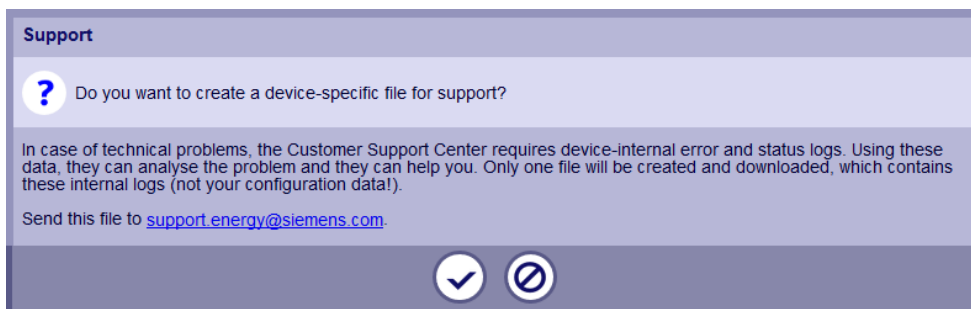 Support
? Do you want to create a device-specific file for support?
In case of technical problems, the Customer Support Center requires device-internal error and status logs. Using these
data, they can analyse the problem and they can help you. Only one file will be created and downloaded, which contains
these internal logs (not your configuration data!).
Send this file to support.energy@siemens.com.